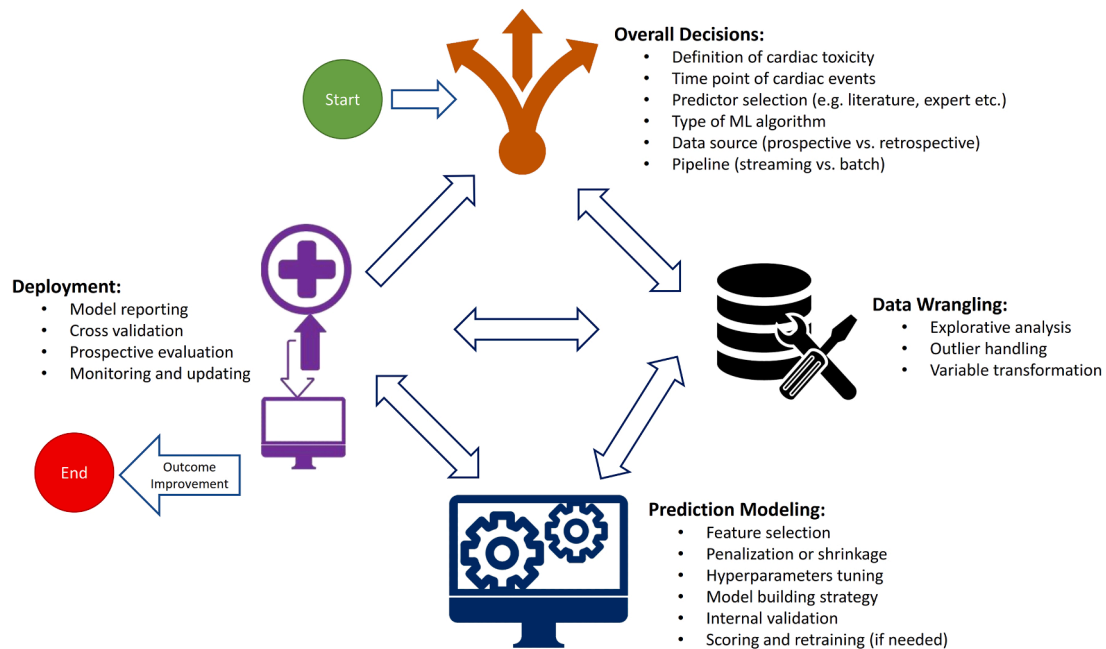 Start
Overall Decisions:
• Definition of cardiac toxicity
• Time point of cardiac events
• Predictor selection (e.g. literature, expert etc.)
• Type of ML algorithm
• Data source (prospective vs. retrospective)
• Pipeline (streaming vs. batch)
Deployment:
• Model reporting
• Cross validation
• Prospective evaluation
• Monitoring and updating
Data Wrangling:
• Explorative analysis
• Outlier handling
• Variable transformation
End
Outcome
Improvement
Prediction Modeling:
• Feature selection
• Penalization or shrinkage
• Hyperparameters tuning
• Model building strategy
• Internal validation
• Scoring and retraining (if needed)